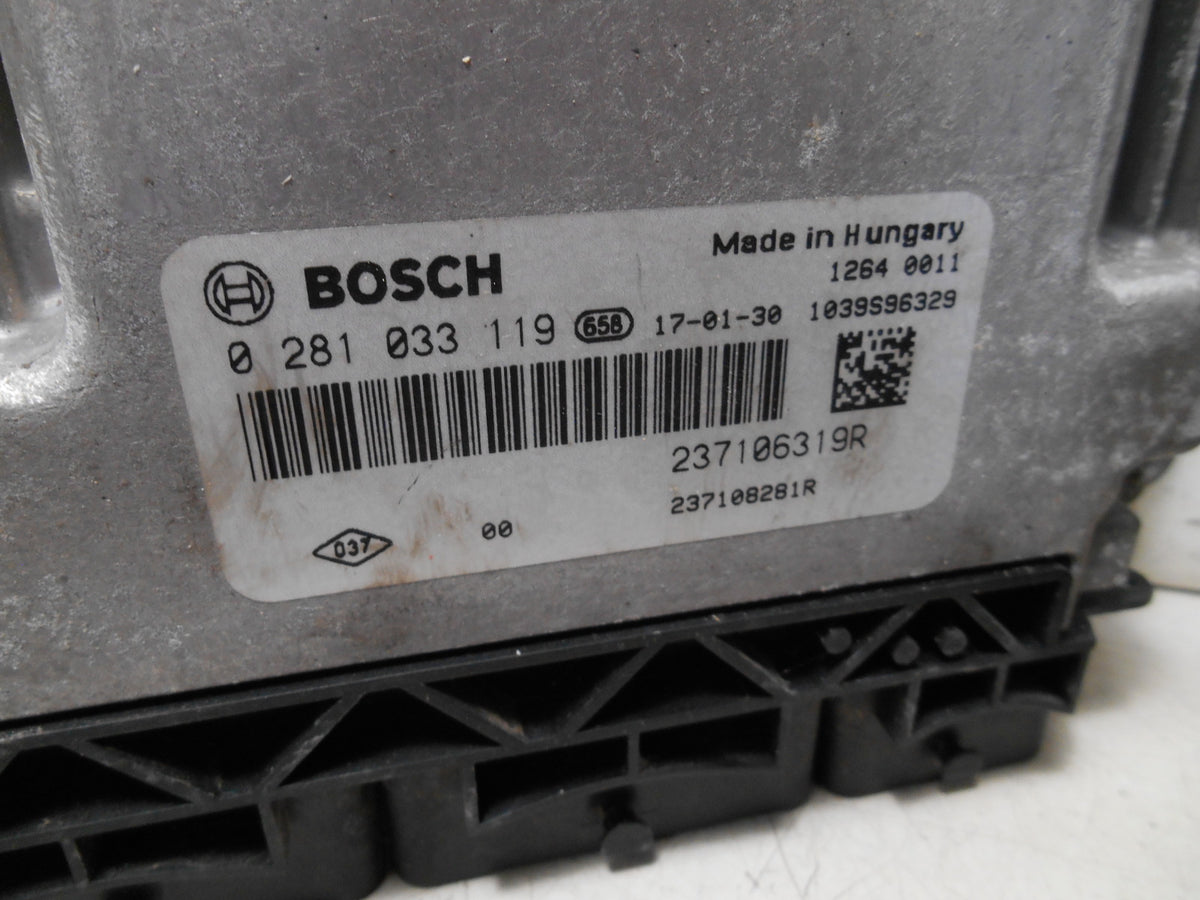 BOSCH
Made in Hungary
1264 0011
0 281 033 119 658 17-01-30 1039S96329
237106319R
237108281R
037 00